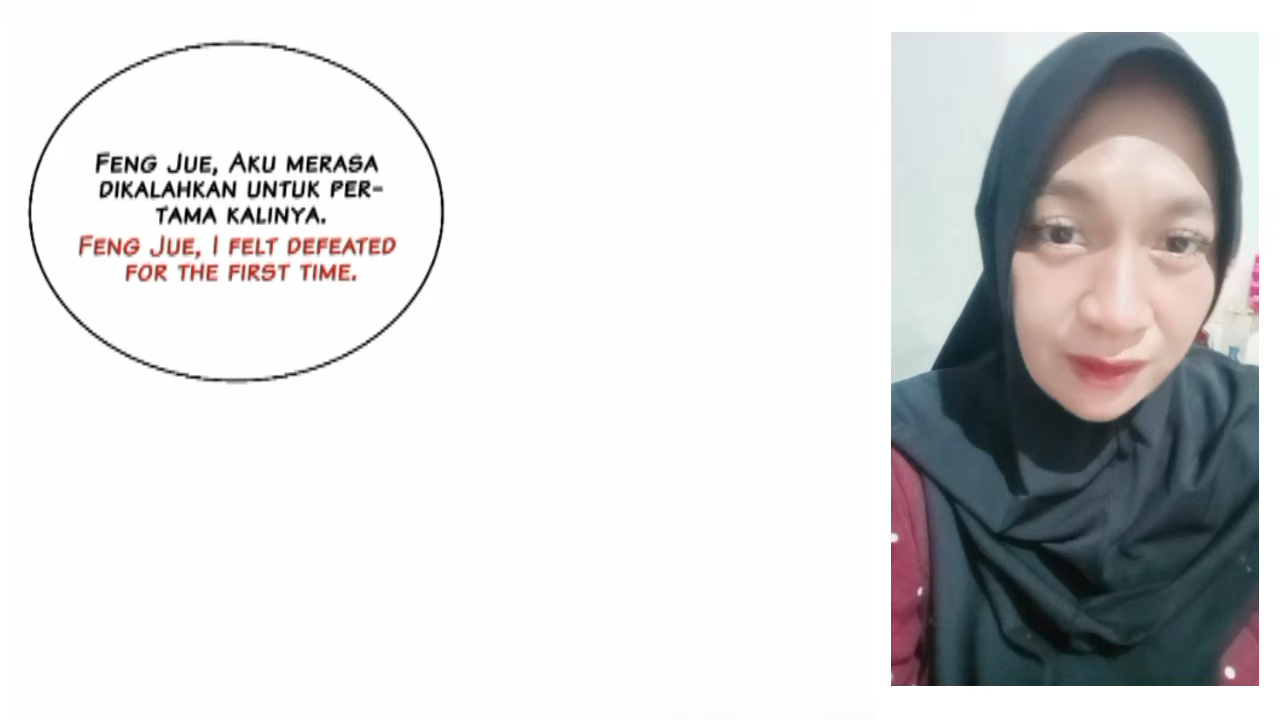 FENG JUE, AKU MERASA
DIKALAHKAN UNTUK PER-
TAMA KALINYA.
FENG JUE, I FELT DEFEATED
FOR THE FIRST TIME.